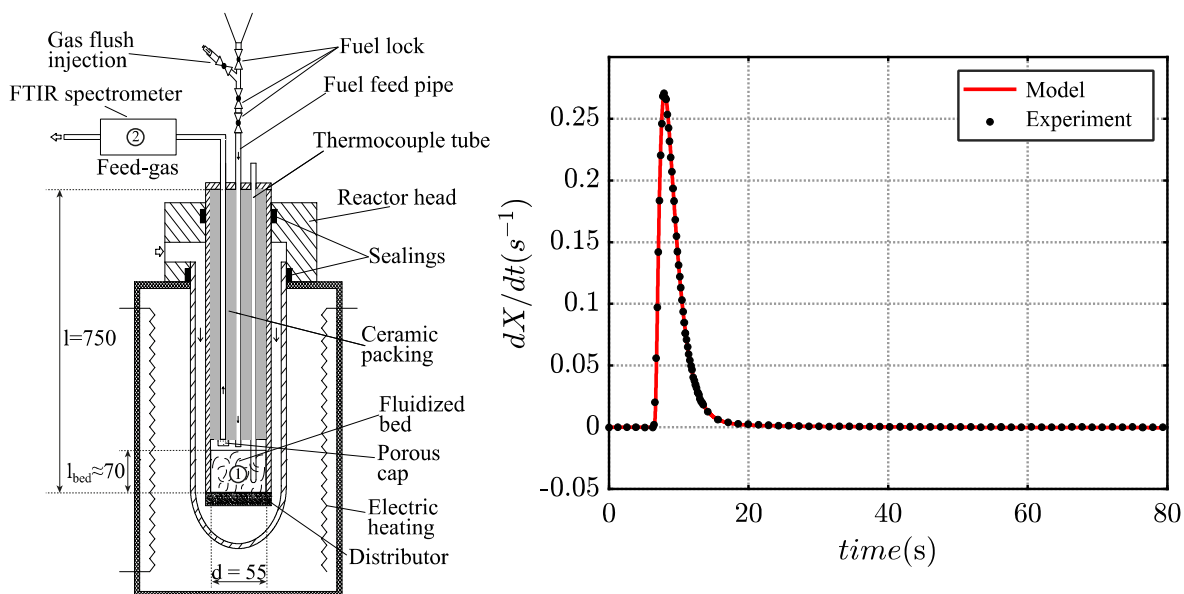 Gas flush
injection
Fuel lock
FTIR spectrometer
Fuel feed pipe
2
Feed-gas
Thermocouple tube
Reactor head
Sealings
l=750
Ceramic
packing
Fluidized
bed
Porous
cap
l_bed≈70
1
Electric
heating
Distributor
d = 55
Model
Experiment
0.25
0.2
0.15
0.1
0.05
0
-0.05
dX/dt(s⁻¹)
0 20 40 60 80
time(s)